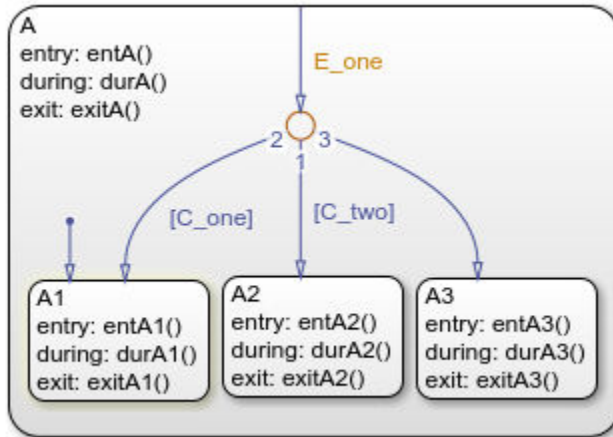 A
entry: entA()
during: durA()
exit: exitA()
E_one
2 3
1
[C_one]
[C_two]
A1
entry: entA1()
during: durA1()
exit: exitA1()
A2
entry: entA2()
during: durA2()
exit: exitA2()
A3
entry: entA3()
during: durA3()
exit: exitA3()